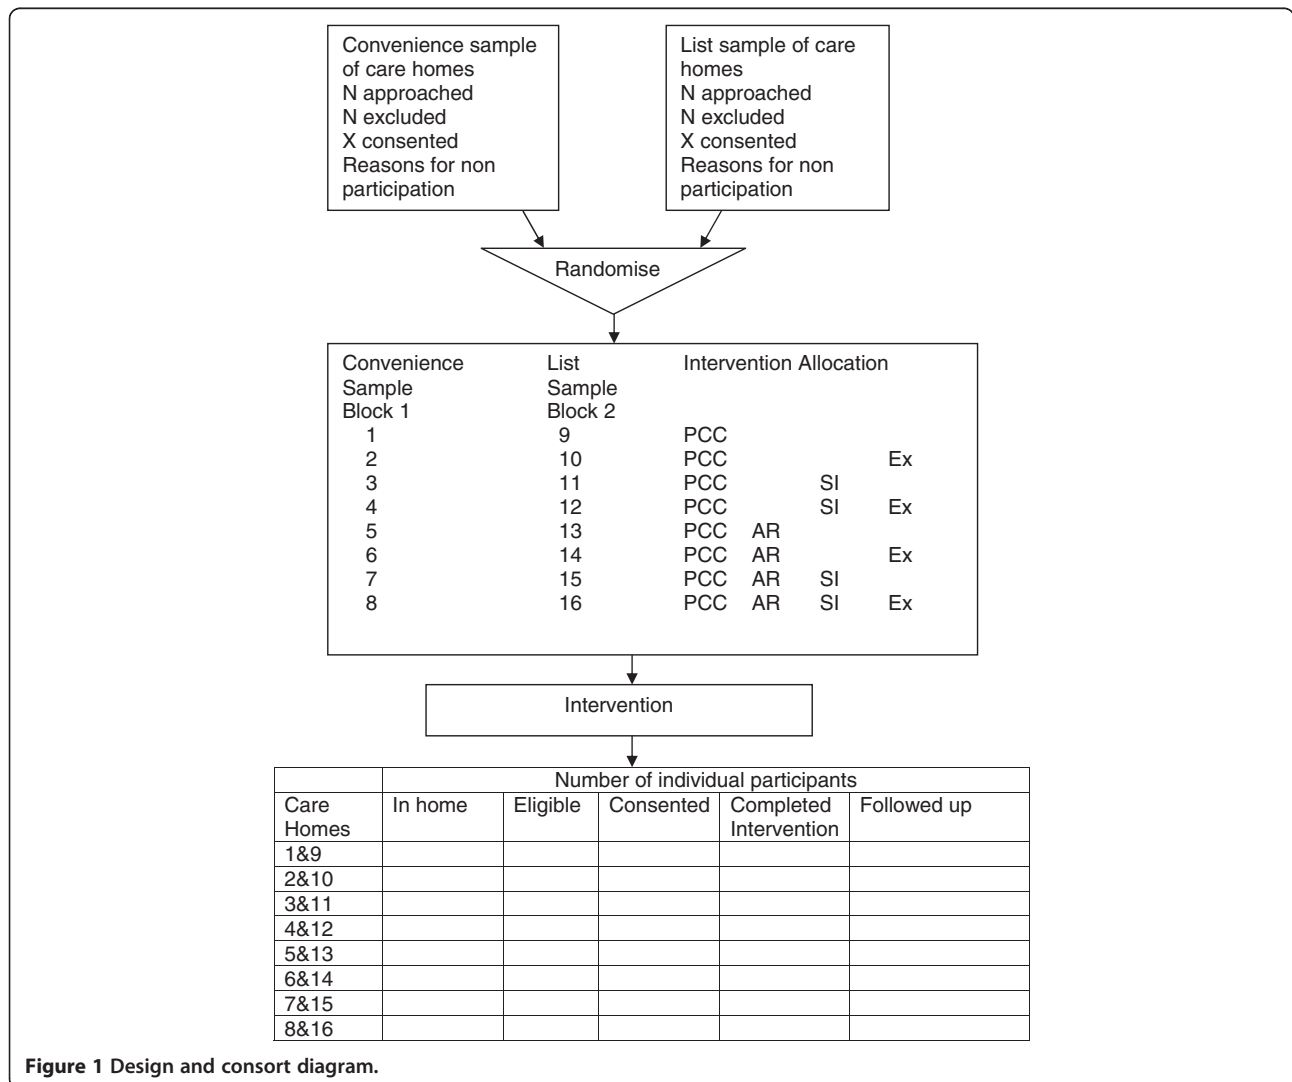 Convenience sample
of care homes
N approached
N excluded
X consented
Reasons for non
participation
List sample of care
homes
N approached
N excluded
X consented
Reasons for non
participation
Randomise
Convenience List Intervention Allocation
Sample Sample
Block 1 Block 2
1 9 PCC
2 10 PCC Ex
3 11 PCC SI
4 12 PCC SI Ex
5 13 PCC AR
6 14 PCC AR Ex
7 15 PCC AR SI
8 16 PCC AR SI Ex
Intervention
Number of individual participants
Care In home Eligible Consented Completed Followed up
Homes Intervention
1&9
2&10
3&11
4&12
5&13
6&14
7&15
8&16
Figure 1 Design and consort diagram.